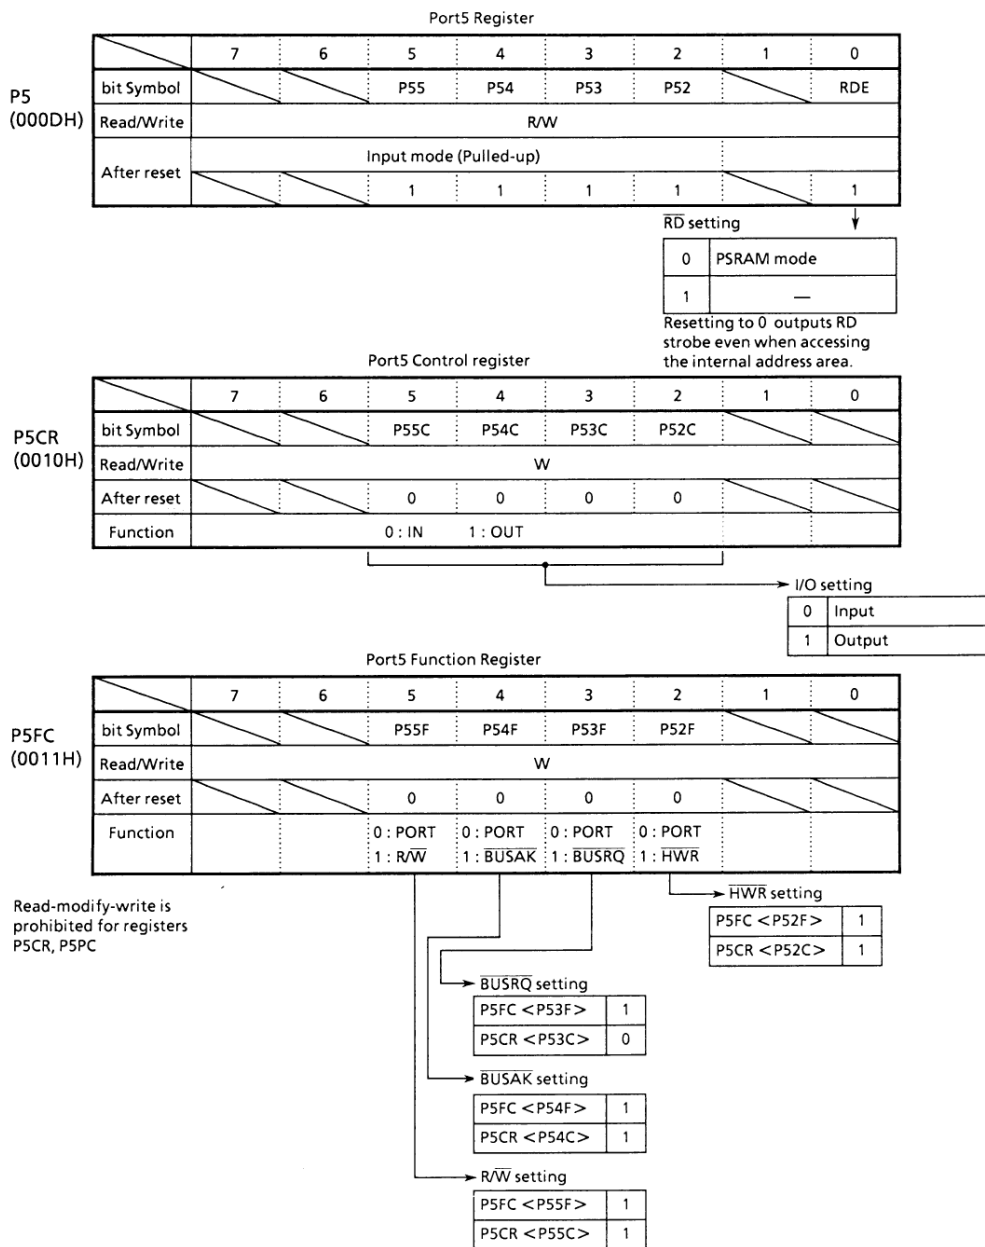 Port5 Register
7 6 5 4 3 2 1 0
P5
(000DH)
bit Symbol P55 P54 P53 P52 RDE
Read/Write R/W
After reset Input mode (Pulled-up)
1 1 1 1 1
R̅D̅ setting
0 PSRAM mode
1 —
Resetting to 0 outputs RD
strobe even when accessing
the internal address area.
Port5 Control register
7 6 5 4 3 2 1 0
P5CR
(0010H)
bit Symbol P55C P54C P53C P52C
Read/Write W
After reset 0 0 0 0
Function 0 : IN 1 : OUT
I/O setting
0 Input
1 Output
Port5 Function Register
7 6 5 4 3 2 1 0
P5FC
(0011H)
bit Symbol P55F P54F P53F P52F
Read/Write W
After reset 0 0 0 0
Function 0 : PORT 0 : PORT 0 : PORT 0 : PORT
1 : R/W̅ 1 : B̅U̅S̅A̅K̅ 1 : B̅U̅S̅R̅Q̅ 1 : H̅W̅R̅
Read-modify-write is
prohibited for registers
P5CR, P5PC
H̅W̅R̅ setting
P5FC <P52F> 1
P5CR <P52C> 1
B̅U̅S̅R̅Q̅ setting
P5FC <P53F> 1
P5CR <P53C> 0
B̅U̅S̅A̅K̅ setting
P5FC <P54F> 1
P5CR <P54C> 1
R/W̅ setting
P5FC <P55F> 1
P5CR <P55C> 1